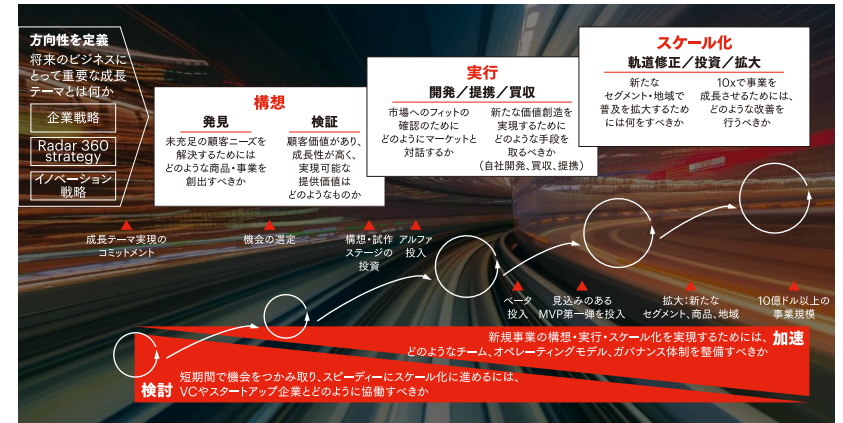 方向性を定義
将来のビジネスに
とって重要な成長
テーマとは何か
企業戦略
Radar 360
strategy
イノベーション
戦略
構想
発見
未充足の顧客ニーズを
解決するためには
どのような商品・事業を
創出すべきか
検証
顧客価値があり、
成長性が高く、
実現可能な
提供価値は
どのようなものか
実行
開発／提携／買収
市場へのフィットの
確認のために
どのようにマーケットと
対話するか
新たな価値創造を
実現するために
どのような手段を
取るべきか
(自社開発、買収、提携)
スケール化
軌道修正／投資／拡大
新たな
セグメント・地域で
普及を拡大するため
には何をすべきか
10xで事業を
成長させるためには、
どのような改善を
行うべきか
成長テーマ実現の
コミットメント
機会の選定
構想・試作
ステージの
投資
アルファ
投入
ベータ
投入
見込みのある
MVP第一弾を投入
拡大：新たな
セグメント、商品、地域
10億ドル以上の
事業規模
新規事業の構想・実行・スケール化を実現するためには、
どのようなチーム、オペレーティングモデル、ガバナンス体制を整備すべきか
加速
検討
短期間で機会をつかみ取り、スピーディーにスケール化に進めるには、
VCやスタートアップ企業とどのように協働すべきか